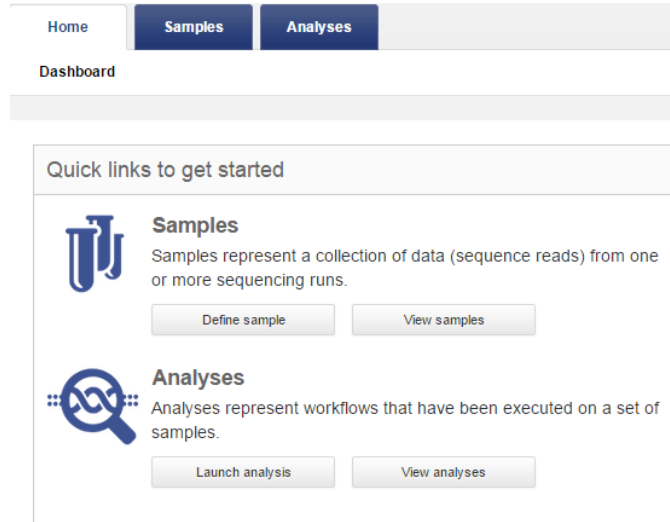 Home Samples Analyses
Dashboard
Quick links to get started
Samples
Samples represent a collection of data (sequence reads) from one
or more sequencing runs.
Define sample View samples
Analyses
Analyses represent workflows that have been executed on a set of
samples.
Launch analysis View analyses